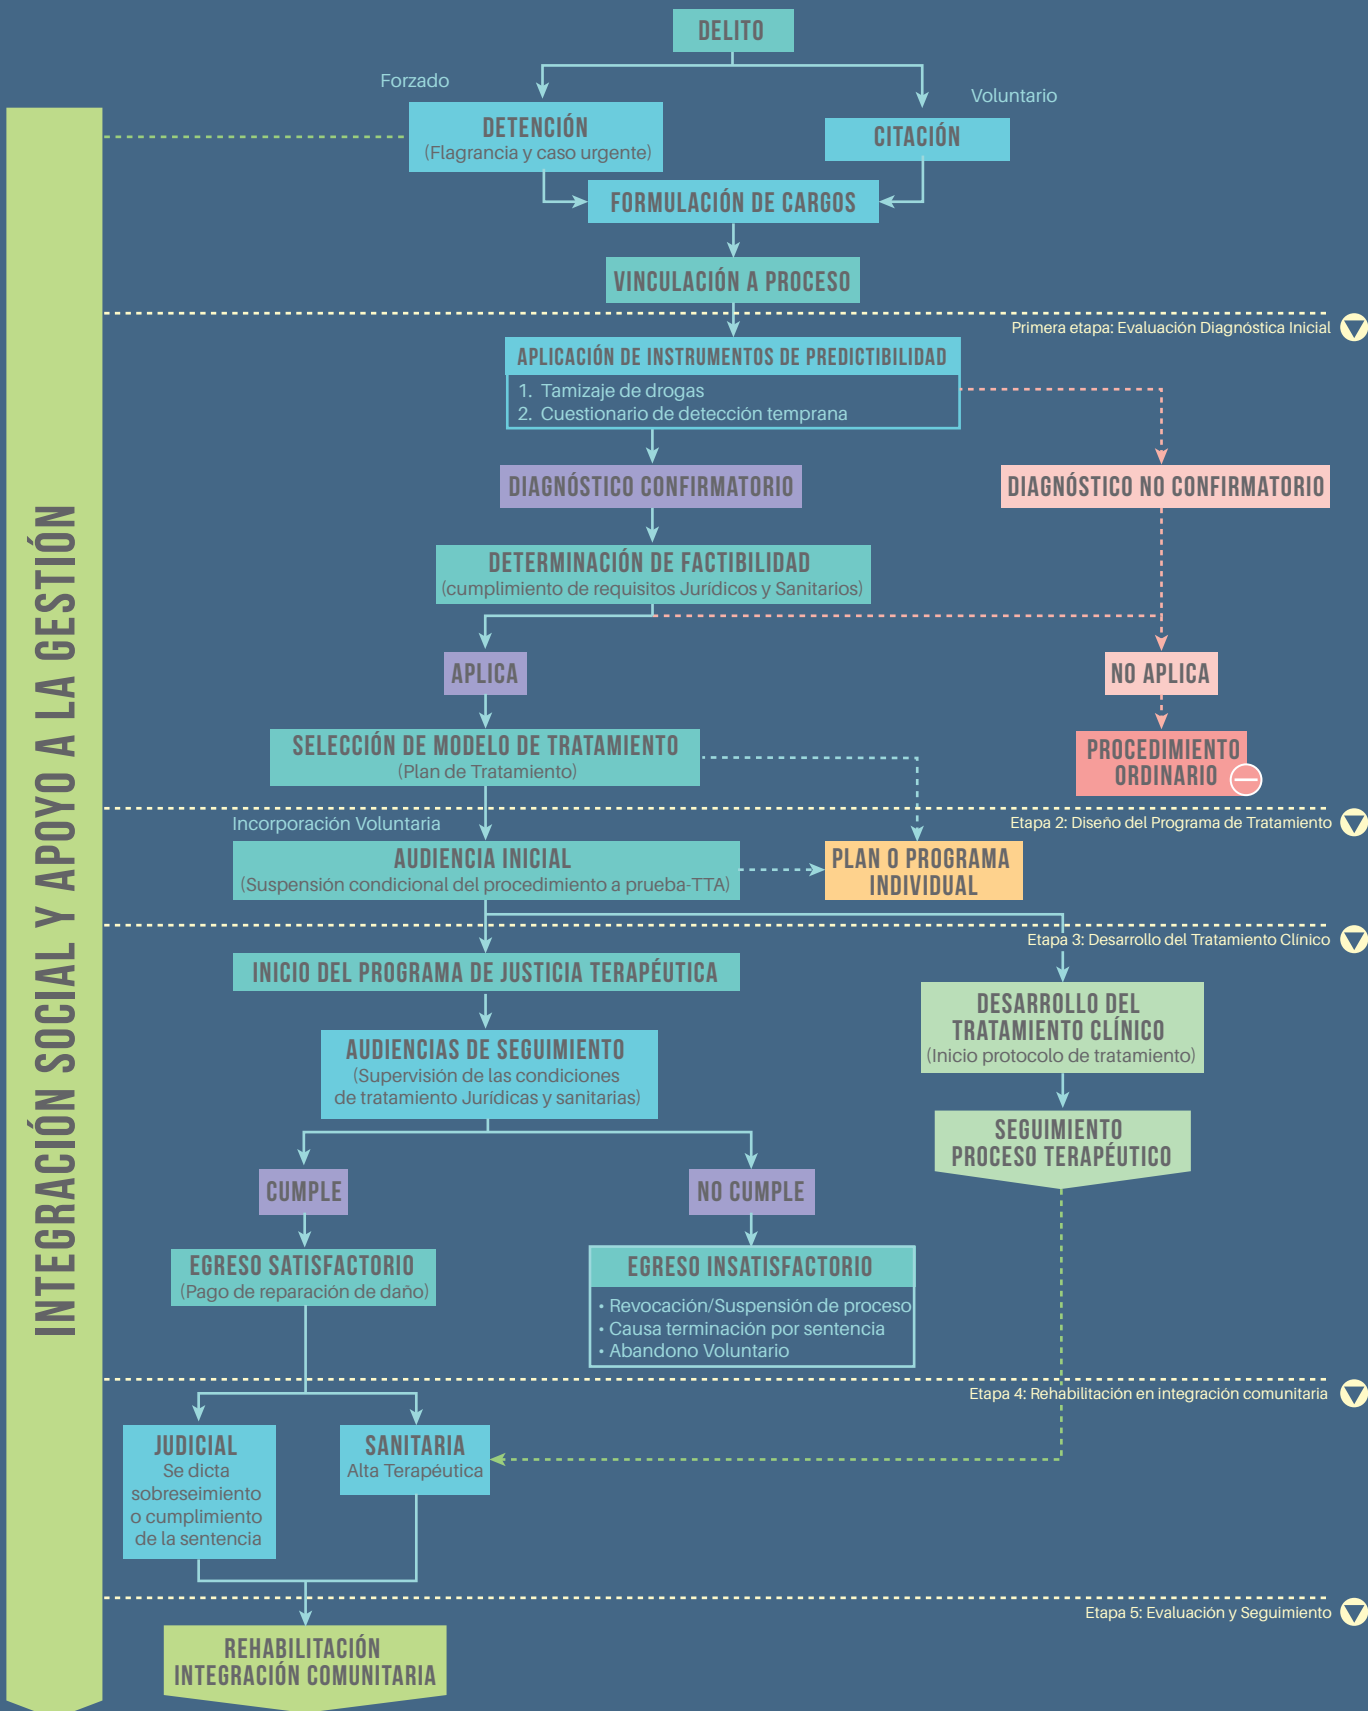 DELITO
Forzado
Voluntario
DETENCIÓN
(Flagrancia y caso urgente)
CITACIÓN
FORMULACIÓN DE CARGOS
VINCULACIÓN A PROCESO
Primera etapa: Evaluación Diagnóstica Inicial
APLICACIÓN DE INSTRUMENTOS DE PREDICTIBILIDAD
1. Tamizaje de drogas
2. Cuestionario de detección temprana
DIAGNÓSTICO CONFIRMATORIO
DIAGNÓSTICO NO CONFIRMATORIO
DETERMINACIÓN DE FACTIBILIDAD
(cumplimiento de requisitos Jurídicos y Sanitarios)
APLICA
NO APLICA
SELECCIÓN DE MODELO DE TRATAMIENTO
(Plan de Tratamiento)
PROCEDIMIENTO
ORDINARIO
Incorporación Voluntaria
Etapa 2: Diseño del Programa de Tratamiento
AUDIENCIA INICIAL
(Suspensión condicional del procedimiento a prueba-TTA)
PLAN O PROGRAMA
INDIVIDUAL
Etapa 3: Desarrollo del Tratamiento Clínico
INICIO DEL PROGRAMA DE JUSTICIA TERAPÉUTICA
DESARROLLO DEL
TRATAMIENTO CLÍNICO
(Inicio protocolo de tratamiento)
AUDIENCIAS DE SEGUIMIENTO
(Supervisión de las condiciones
de tratamiento Jurídicas y sanitarias)
SEGUIMIENTO
PROCESO TERAPÉUTICO
CUMPLE
NO CUMPLE
EGRESO SATISFACTORIO
(Pago de reparación de daño)
EGRESO INSATISFACTORIO
• Revocación/Suspensión de proceso
• Causa terminación por sentencia
• Abandono Voluntario
Etapa 4: Rehabilitación en integración comunitaria
JUDICIAL
Se dicta
sobreseimiento
o cumplimiento
de la sentencia
SANITARIA
Alta Terapéutica
Etapa 5: Evaluación y Seguimiento
REHABILITACIÓN
INTEGRACIÓN COMUNITARIA
INTEGRACIÓN SOCIAL Y APOYO A LA GESTIÓN